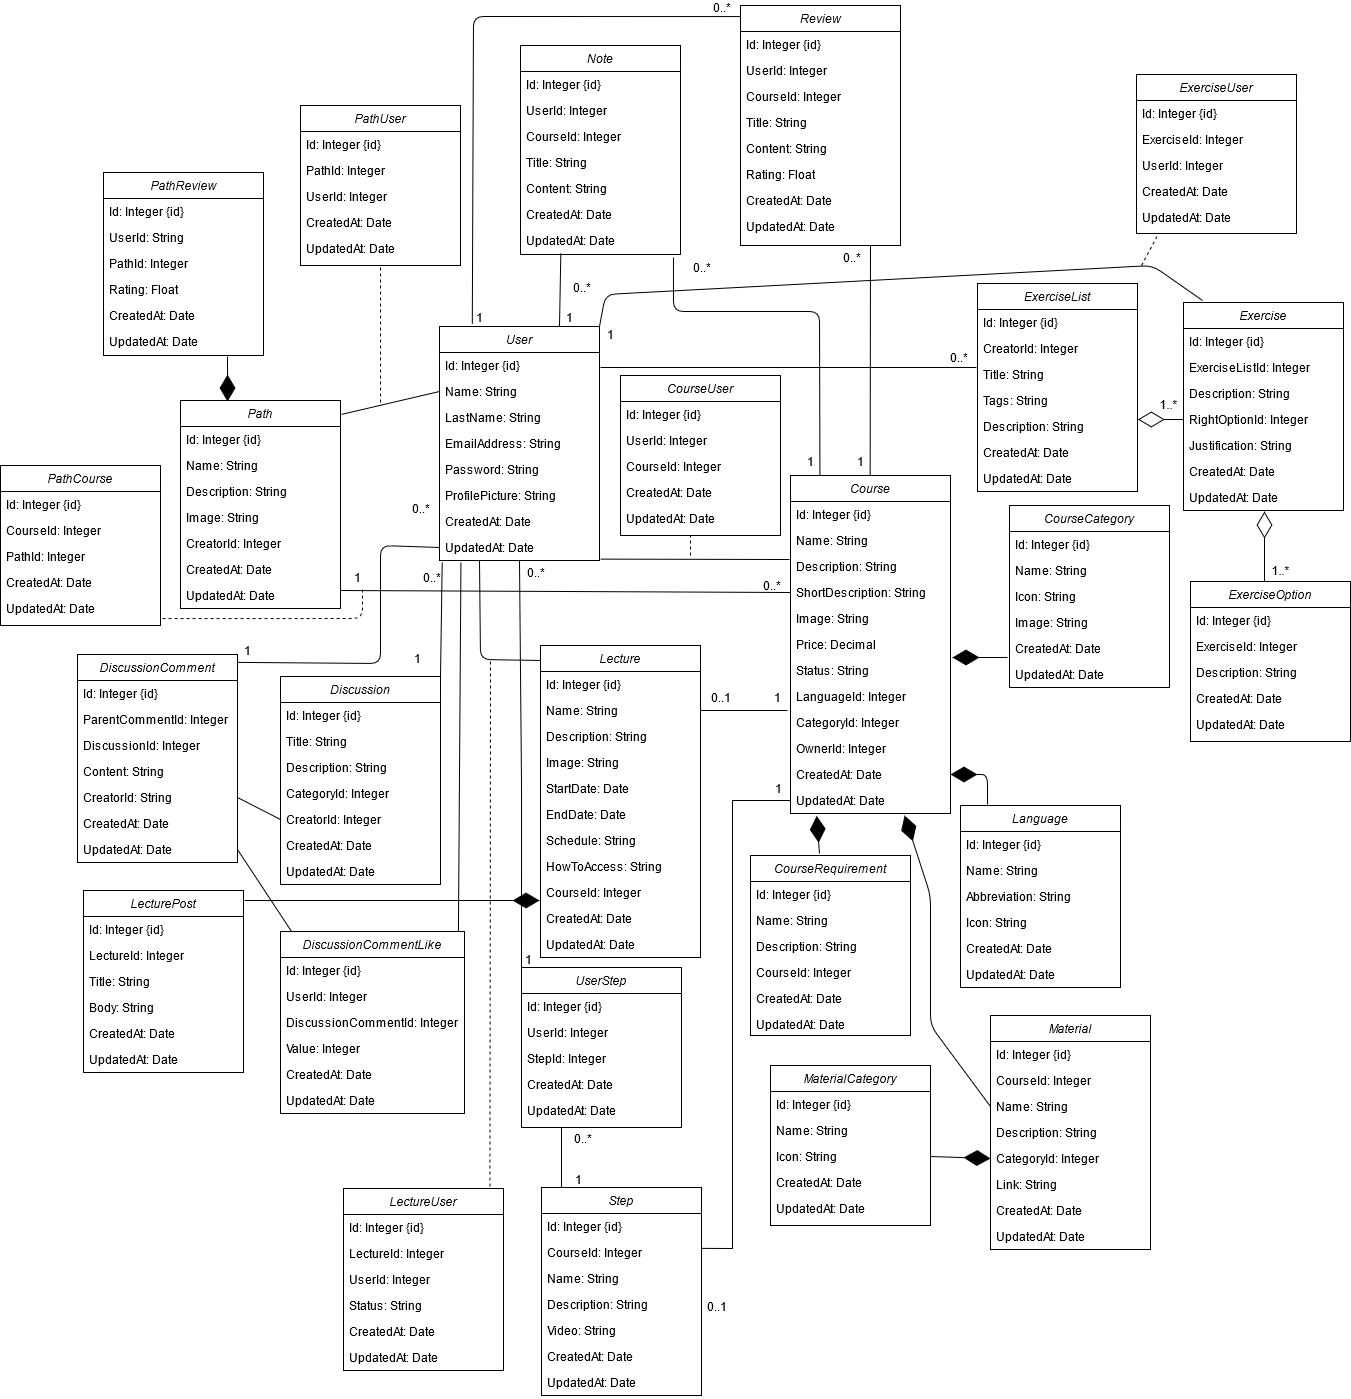 0..*
Review
Id: Integer {id}
UserId: Integer
CourseId: Integer
Title: String
Content: String
Rating: Float
CreatedAt: Date
UpdatedAt: Date
Note
Id: Integer {id}
UserId: Integer
CourseId: Integer
Title: String
Content: String
CreatedAt: Date
UpdatedAt: Date
ExerciseUser
Id: Integer {id}
ExerciseId: Integer
UserId: Integer
CreatedAt: Date
UpdatedAt: Date
PathUser
Id: Integer {id}
PathId: Integer
UserId: Integer
CreatedAt: Date
UpdatedAt: Date
PathReview
Id: Integer {id}
UserId: String
PathId: Integer
Rating: Float
CreatedAt: Date
UpdatedAt: Date
0..*
0..*
0..*
1
1
1
User
Id: Integer {id}
Name: String
LastName: String
EmailAddress: String
Password: String
ProfilePicture: String
CreatedAt: Date
UpdatedAt: Date
0..*
ExerciseList
Id: Integer {id}
CreatorId: Integer
Title: String
Tags: String
Description: String
CreatedAt: Date
UpdatedAt: Date
1..*
Exercise
Id: Integer {id}
ExerciseListId: Integer
Description: String
RightOptionId: Integer
Justification: String
CreatedAt: Date
UpdatedAt: Date
CourseUser
Id: Integer {id}
UserId: Integer
CourseId: Integer
CreatedAt: Date
UpdatedAt: Date
Path
Id: Integer {id}
Name: String
Description: String
Image: String
CreatorId: Integer
CreatedAt: Date
UpdatedAt: Date
PathCourse
Id: Integer {id}
CourseId: Integer
PathId: Integer
CreatedAt: Date
UpdatedAt: Date
1
1
Course
Id: Integer {id}
Name: String
Description: String
ShortDescription: String
Image: String
Price: Decimal
Status: String
LanguageId: Integer
CategoryId: Integer
OwnerId: Integer
CreatedAt: Date
UpdatedAt: Date
CourseCategory
Id: Integer {id}
Name: String
Icon: String
Image: String
CreatedAt: Date
UpdatedAt: Date
1..*
ExerciseOption
Id: Integer {id}
ExerciseId: Integer
Description: String
CreatedAt: Date
UpdatedAt: Date
0..*
0..*
0..*
1
0..*
1
1
DiscussionComment
Id: Integer {id}
ParentCommentId: Integer
DiscussionId: Integer
Content: String
CreatorId: String
CreatedAt: Date
UpdatedAt: Date
Discussion
Id: Integer {id}
Title: String
Description: String
CategoryId: Integer
CreatorId: Integer
CreatedAt: Date
UpdatedAt: Date
Lecture
Id: Integer {id}
Name: String
Description: String
Image: String
StartDate: Date
EndDate: Date
Schedule: String
HowToAccess: String
CourseId: Integer
CreatedAt: Date
UpdatedAt: Date
0..1
1
1
Language
Id: Integer {id}
Name: String
Abbreviation: String
Icon: String
CreatedAt: Date
UpdatedAt: Date
CourseRequirement
Id: Integer {id}
Name: String
Description: String
CourseId: Integer
CreatedAt: Date
UpdatedAt: Date
LecturePost
Id: Integer {id}
LectureId: Integer
Title: String
Body: String
CreatedAt: Date
UpdatedAt: Date
DiscussionCommentLike
Id: Integer {id}
UserId: Integer
DiscussionCommentId: Integer
Value: Integer
CreatedAt: Date
UpdatedAt: Date
1
UserStep
Id: Integer {id}
UserId: Integer
StepId: Integer
CreatedAt: Date
UpdatedAt: Date
Material
Id: Integer {id}
CourseId: Integer
Name: String
Description: String
CategoryId: Integer
Link: String
CreatedAt: Date
UpdatedAt: Date
MaterialCategory
Id: Integer {id}
Name: String
Icon: String
CreatedAt: Date
UpdatedAt: Date
0..*
1
LectureUser
Id: Integer {id}
LectureId: Integer
UserId: Integer
Status: String
CreatedAt: Date
UpdatedAt: Date
Step
Id: Integer {id}
CourseId: Integer
Name: String
Description: String
Video: String
CreatedAt: Date
UpdatedAt: Date
0..1